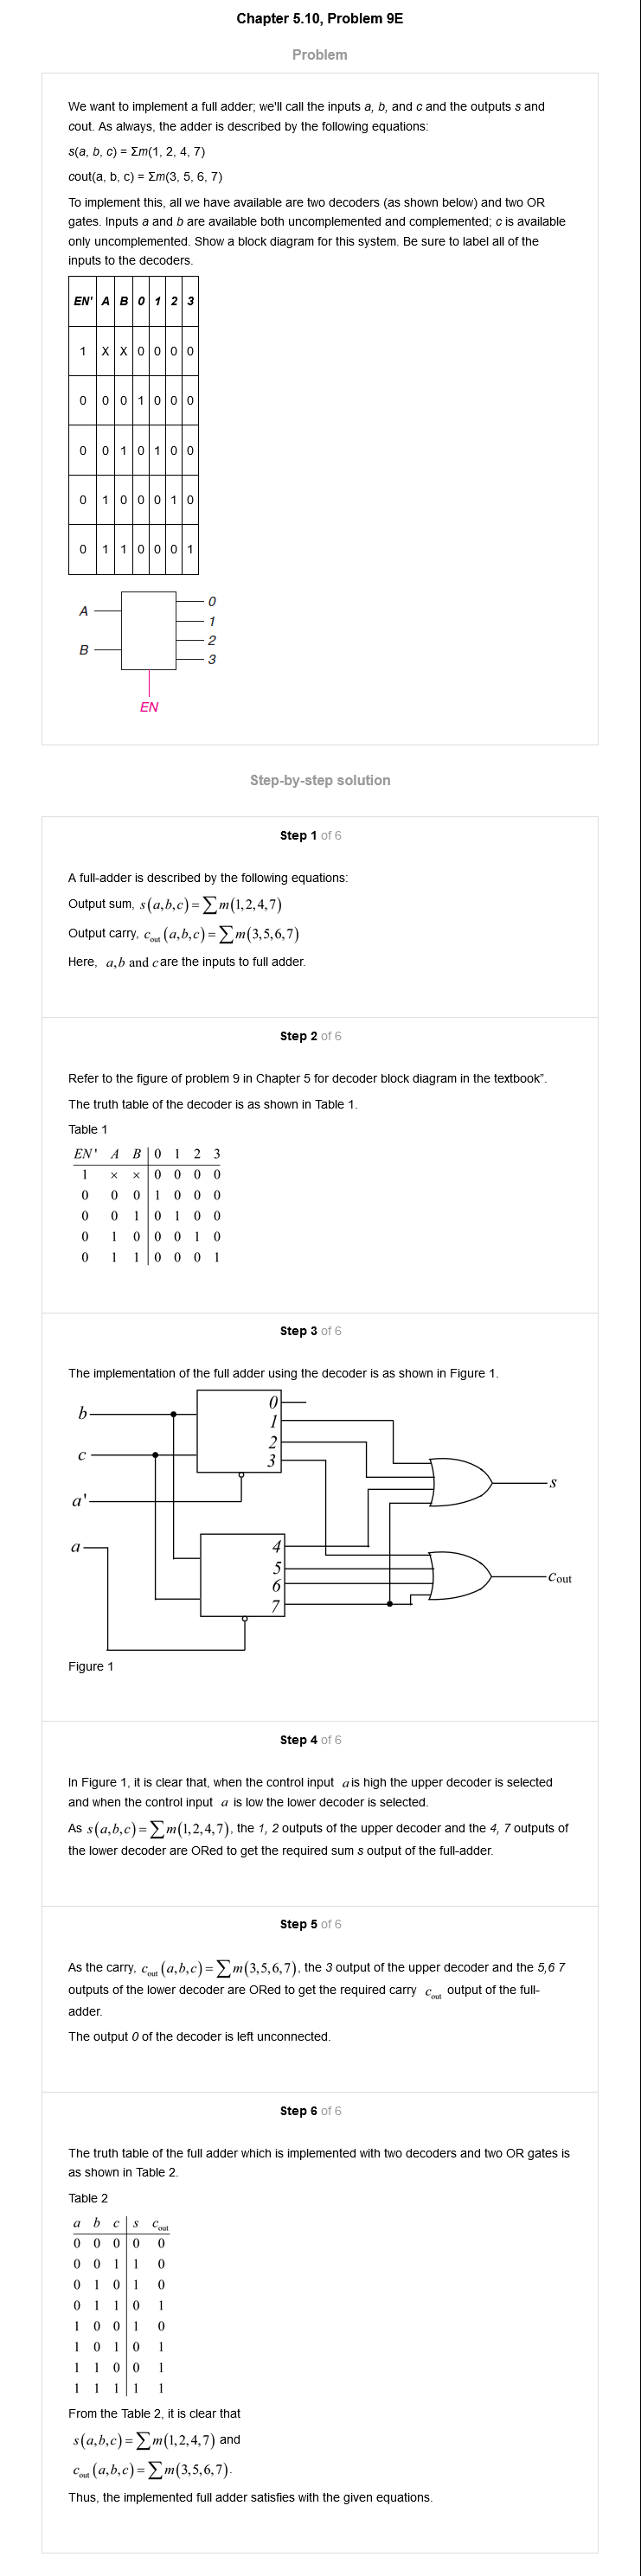 Chapter 5.10, Problem 9E
Problem
We want to implement a full adder; we'll call the inputs a, b, and c and the outputs s and
cout. As always, the adder is described by the following equations:
s(a, b, c) = Σm(1, 2, 4, 7)
cout(a, b, c) = Σm(3, 5, 6, 7)
To implement this, all we have available are two decoders (as shown below) and two OR
gates. Inputs a and b are available both uncomplemented and complemented; c is available
only uncomplemented. Show a block diagram for this system. Be sure to label all of the
inputs to the decoders.
EN' A B 0 1 2 3
1 X X 0 0 0 0
0 0 0 1 0 0 0
0 0 1 0 1 0 0
0 1 0 0 0 1 0
0 1 1 0 0 0 1
A
B
0
1
2
3
EN
Step-by-step solution
Step 1 of 6
A full-adder is described by the following equations:
Output sum, s(a,b,c)=∑m(1,2,4,7)
Output carry, cout(a,b,c)=∑m(3,5,6,7)
Here, a,b and c are the inputs to full adder.
Step 2 of 6
Refer to the figure of problem 9 in Chapter 5 for decoder block diagram in the textbook”.
The truth table of the decoder is as shown in Table 1.
Table 1
EN' A B 0 1 2 3
1 × × 0 0 0 0
0 0 0 1 0 0 0
0 0 1 0 1 0 0
0 1 0 0 0 1 0
0 1 1 0 0 0 1
Step 3 of 6
The implementation of the full adder using the decoder is as shown in Figure 1.
b
c
a'
a
0
1
2
3
4
5
6
7
s
cout
Figure 1
Step 4 of 6
In Figure 1, it is clear that, when the control input a is high the upper decoder is selected
and when the control input a is low the lower decoder is selected.
As s(a,b,c)=∑m(1,2,4,7), the 1, 2 outputs of the upper decoder and the 4, 7 outputs of
the lower decoder are ORed to get the required sum s output of the full-adder.
Step 5 of 6
As the carry, cout(a,b,c)=∑m(3,5,6,7), the 3 output of the upper decoder and the 5,6 7
outputs of the lower decoder are ORed to get the required carry cout output of the full-
adder.
The output 0 of the decoder is left unconnected.
Step 6 of 6
The truth table of the full adder which is implemented with two decoders and two OR gates is
as shown in Table 2.
Table 2
a b c s cout
0 0 0 0 0
0 0 1 1 0
0 1 0 1 0
0 1 1 0 1
1 0 0 1 0
1 0 1 0 1
1 1 0 0 1
1 1 1 1 1
From the Table 2, it is clear that
s(a,b,c)=∑m(1,2,4,7) and
cout(a,b,c)=∑m(3,5,6,7).
Thus, the implemented full adder satisfies with the given equations.